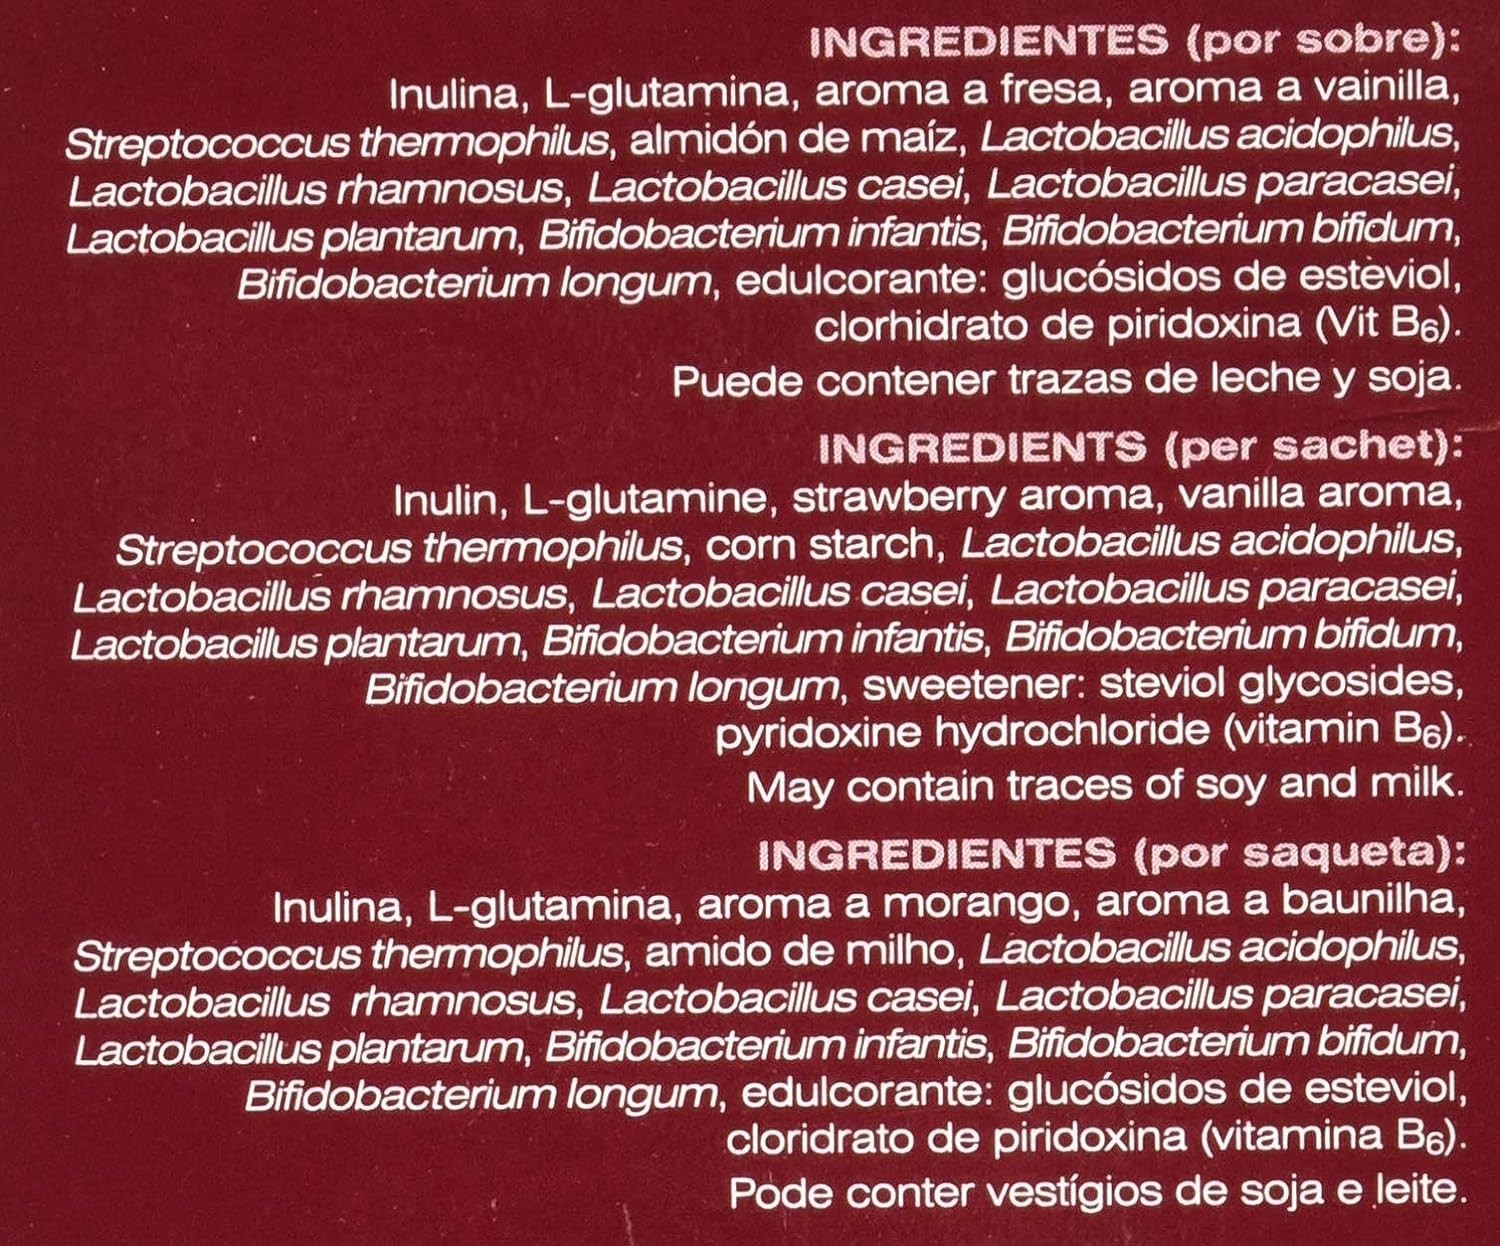 INGREDIENTES (por sobre):
Inulina, L-glutamina, aroma a fresa, aroma a vainilla,
Streptococcus thermophilus, almidón de maíz, Lactobacillus acidophilus,
Lactobacillus rhamnosus, Lactobacillus casei, Lactobacillus paracasei,
Lactobacillus plantarum, Bifidobacterium infantis, Bifidobacterium bifidum,
Bifidobacterium longum, edulcorante: glucósidos de esteviol,
clorhidrato de piridoxina (Vit B₆).
Puede contener trazas de leche y soja.
INGREDIENTS (per sachet):
Inulin, L-glutamine, strawberry aroma, vanilla aroma,
Streptococcus thermophilus, corn starch, Lactobacillus acidophilus,
Lactobacillus rhamnosus, Lactobacillus casei, Lactobacillus paracasei,
Lactobacillus plantarum, Bifidobacterium infantis, Bifidobacterium bifidum,
Bifidobacterium longum, sweetener: steviol glycosides,
pyridoxine hydrochloride (vitamin B₆).
May contain traces of soy and milk.
INGREDIENTES (por saqueta):
Inulina, L-glutamina, aroma a morango, aroma a baunilha,
Streptococcus thermophilus, amido de milho, Lactobacillus acidophilus,
Lactobacillus rhamnosus, Lactobacillus casei, Lactobacillus paracasei,
Lactobacillus plantarum, Bifidobacterium infantis, Bifidobacterium bifidum,
Bifidobacterium longum, edulcorante: glucósidos de esteviol,
cloridrato de piridoxina (vitamina B₆).
Pode conter vestígios de soja e leite.